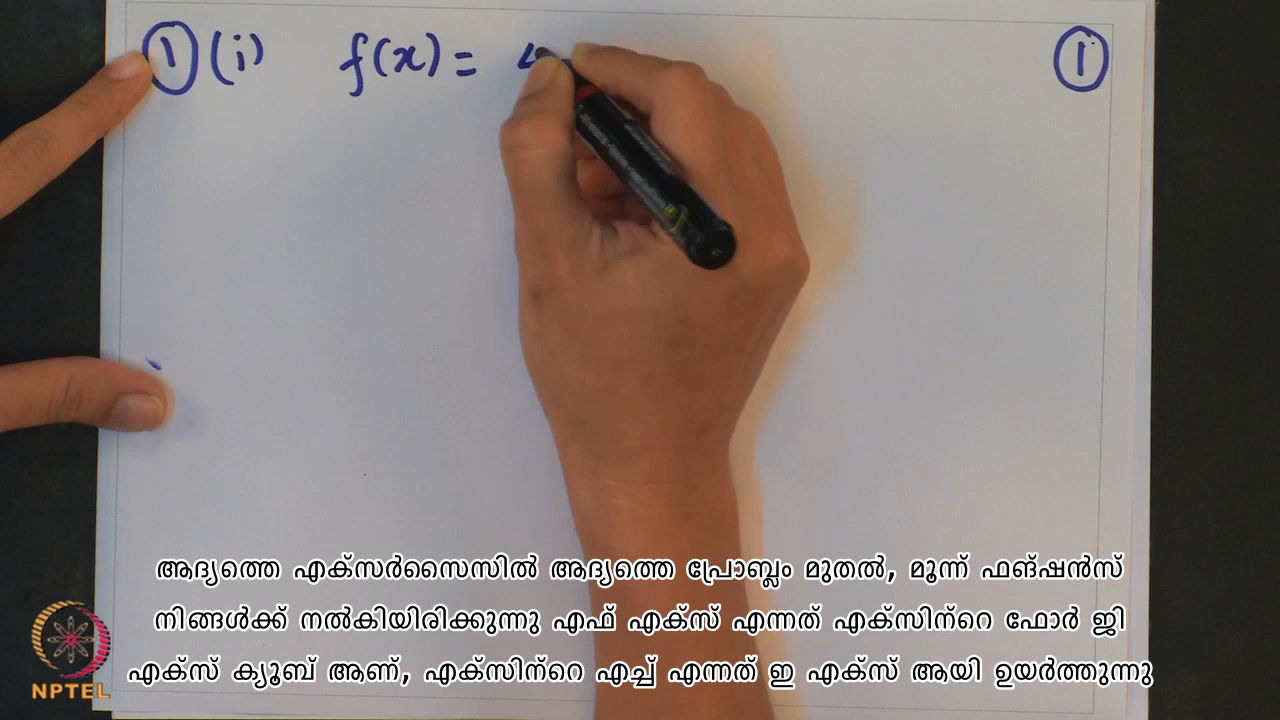 ① (i) f(x) = 4 ①
ആദ്യത്തെ എക്സർസൈസിൽ ആദ്യത്തെ പ്രോബ്ലം മുതൽ, മൂന്ന് ഫങ്ഷൻസ്
നിങ്ങൾക്ക് നൽകിയിരിക്കുന്നു എഫ് എക്സ് എന്നത് എക്സിന്റെ ഫോർ ജി
എക്സ് ക്യൂബ് ആണ്, എക്സിന്റെ എച്ച് എന്നത് ഇ എക്സ് ആയി ഉയർത്തുന്നു
NPTEL